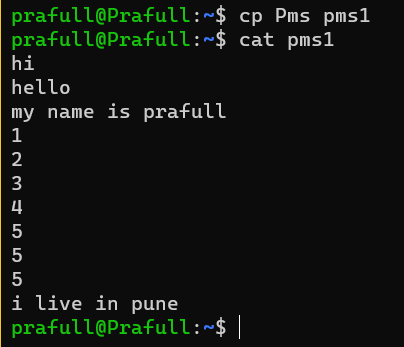 prafull@Prafull:~$ cp Pms pms1
prafull@Prafull:~$ cat pms1
hi
hello
my name is prafull
1
2
3
4
5
5
5
i live in pune
prafull@Prafull:~$